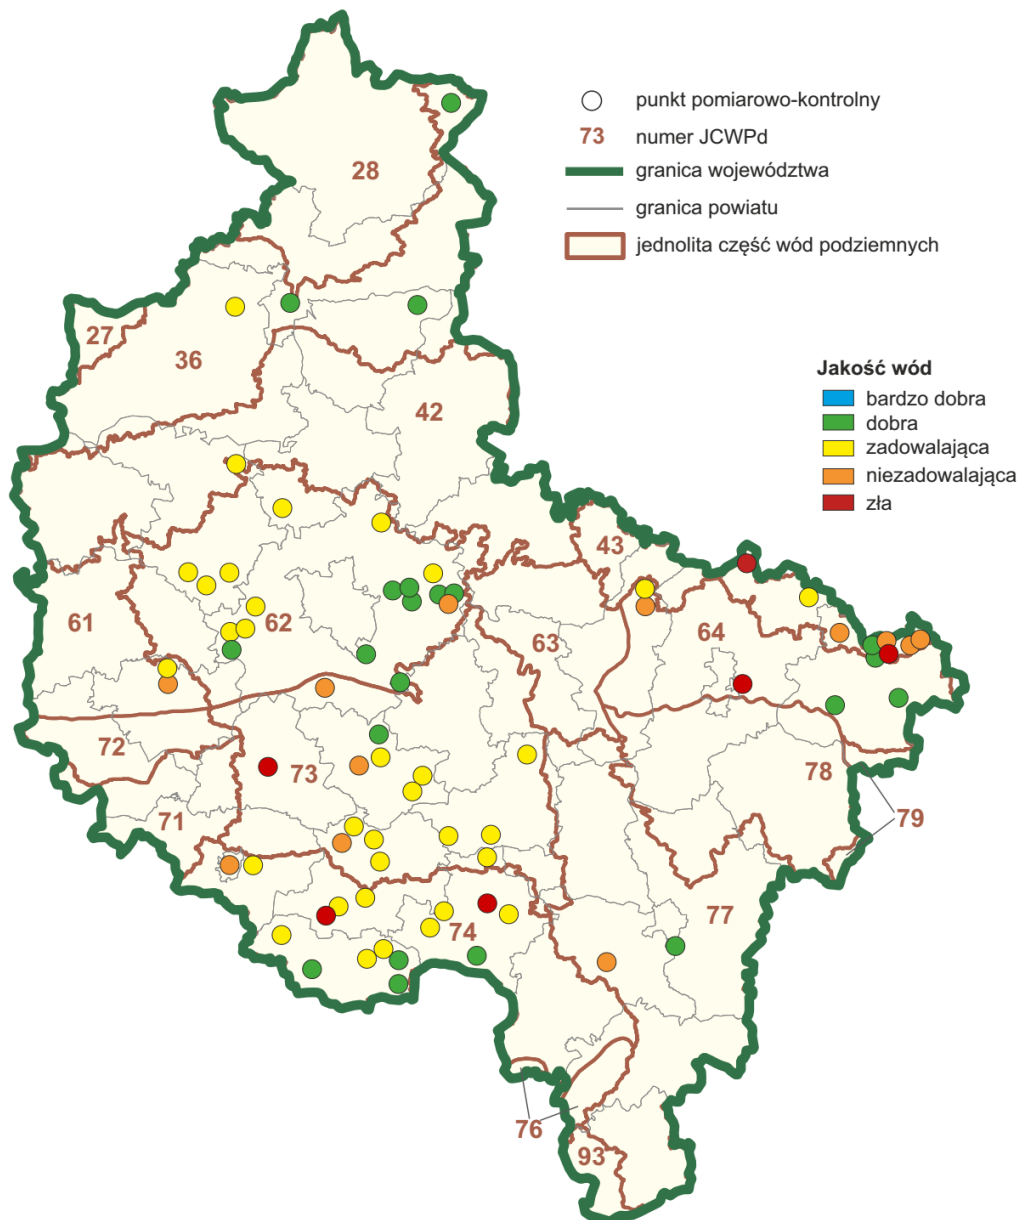 punkt pomiarowo-kontrolny
73 numer JCWPd
granica województwa
granica powiatu
jednolita część wód podziemnych
28
27
36
42
Jakość wód
bardzo dobra
dobra
zadowalająca
niezadowalająca
zła
43
61
62
63
64
72
73
78
71
79
77
74
76
93